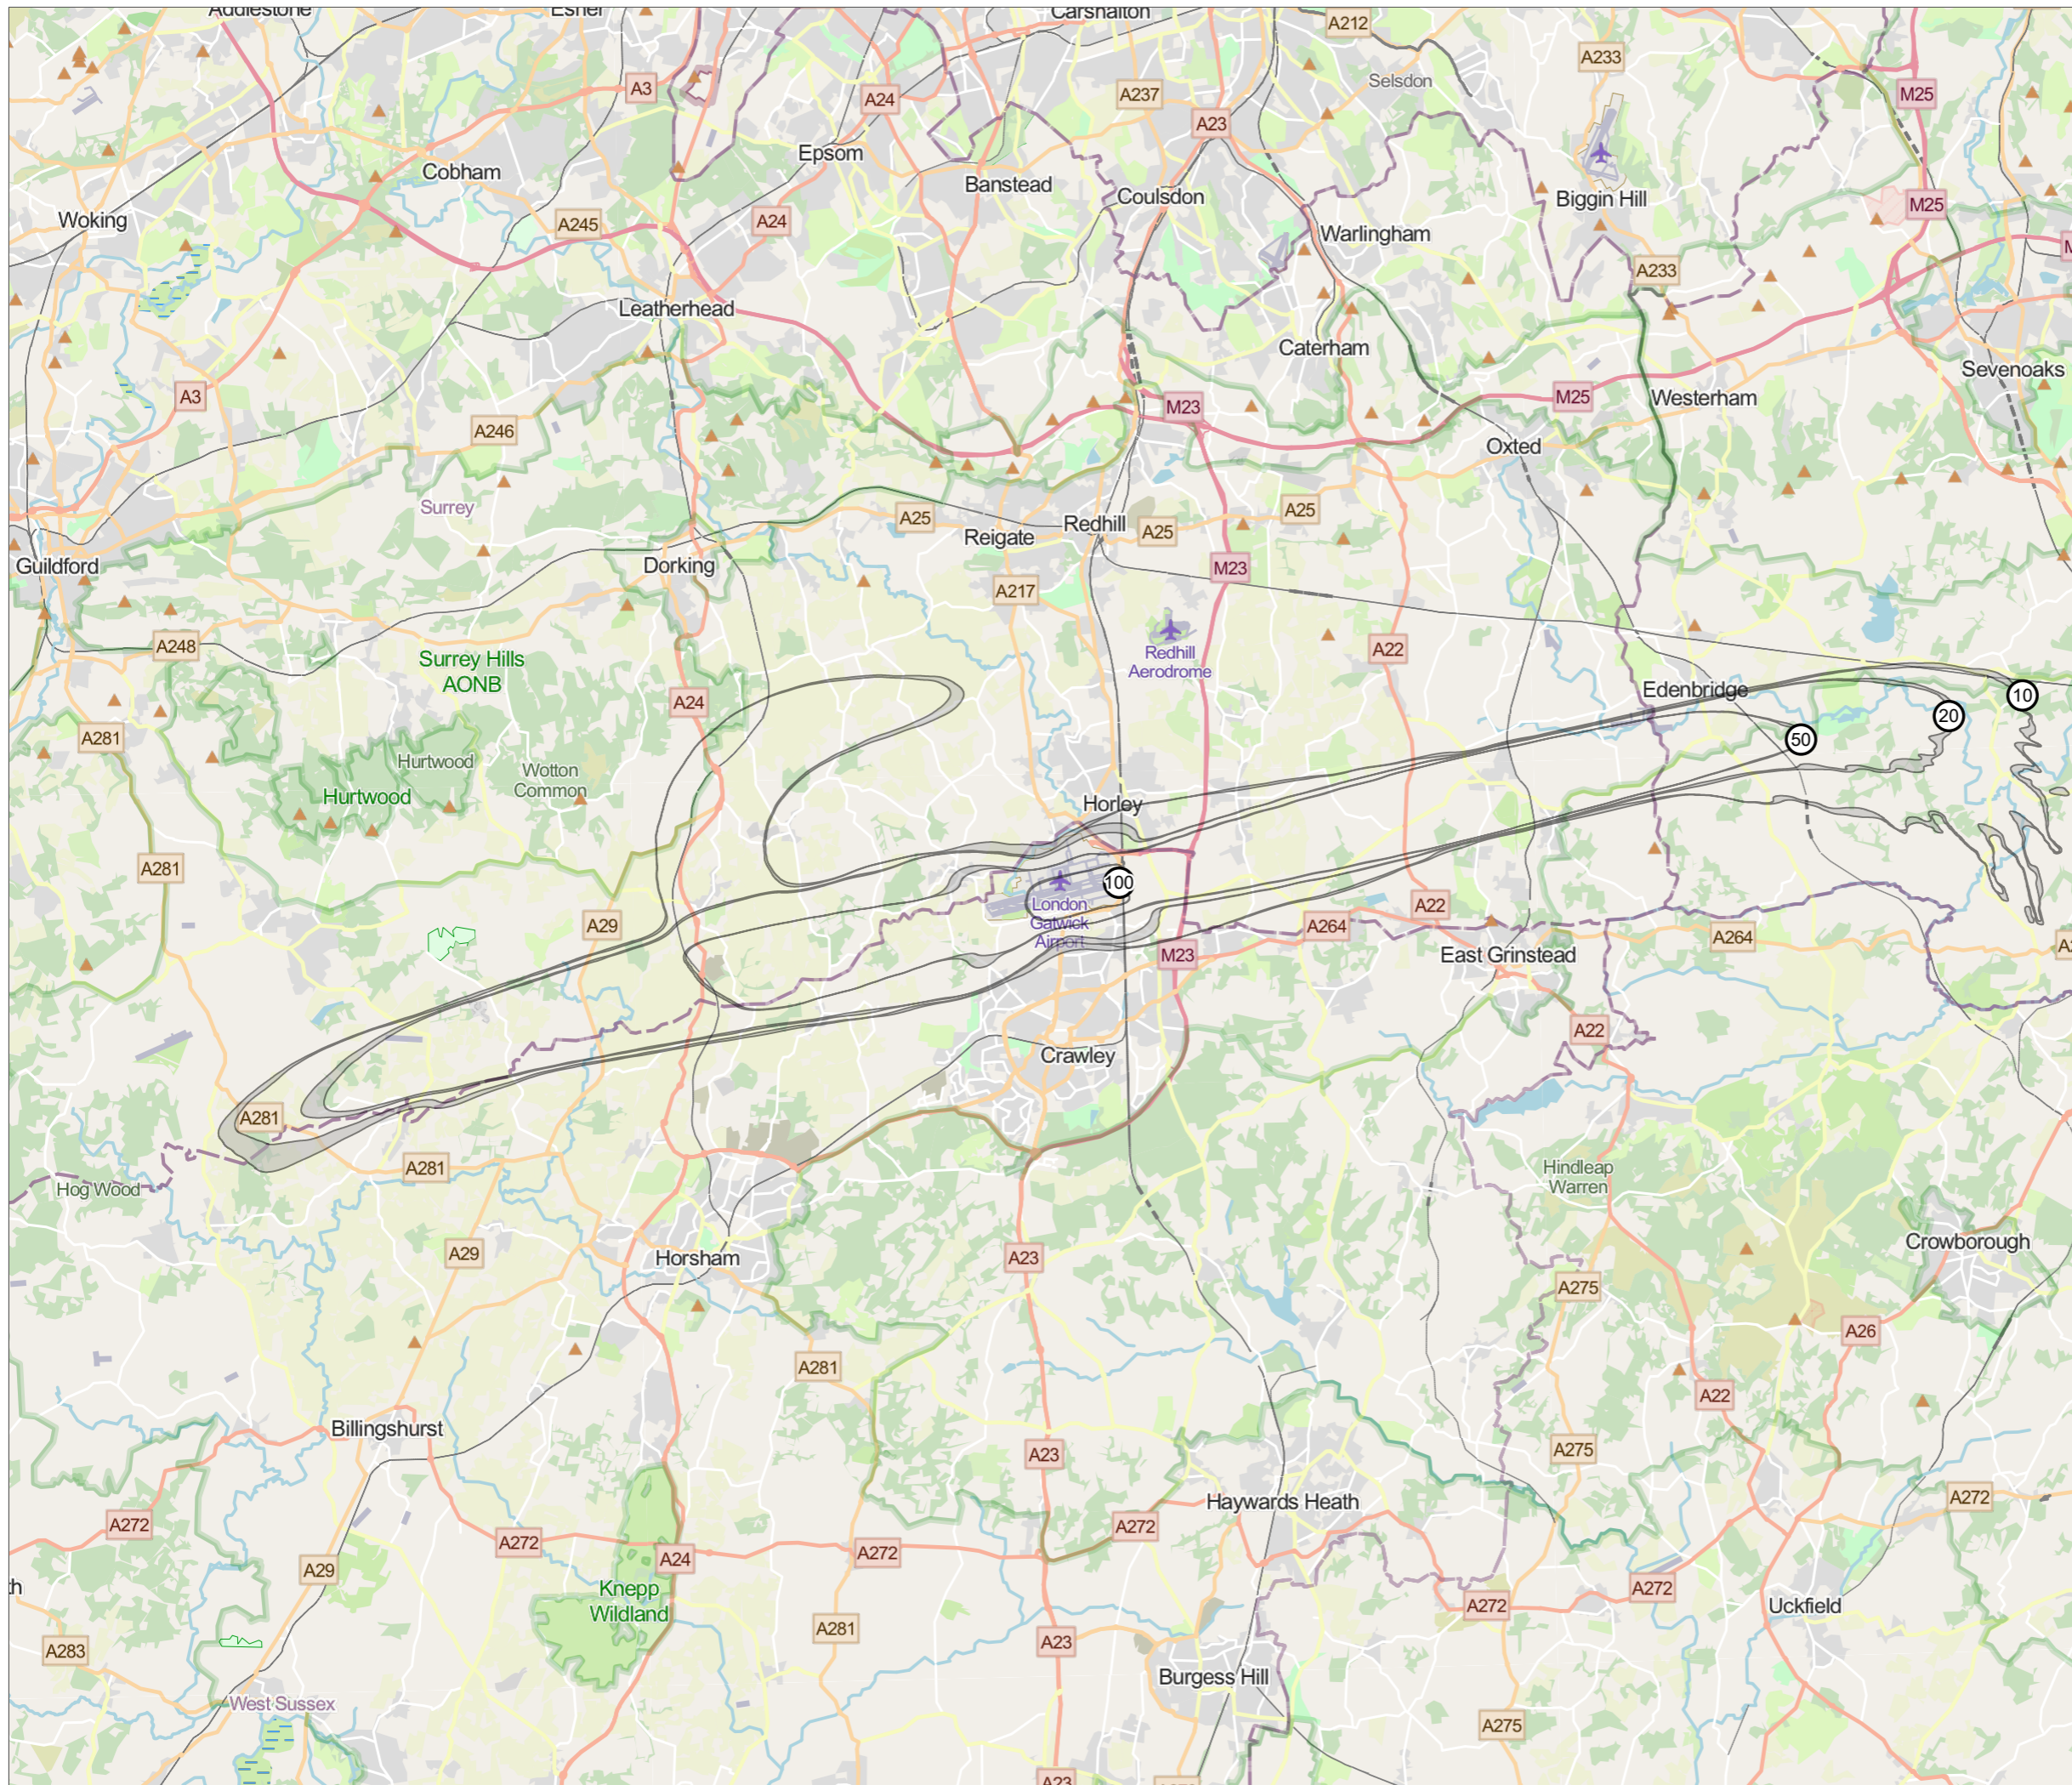 Addlestone
Esher
Carshalton
A212
A233
Selsdon
A3
A24
A237
M25
A23
Epsom
Cobham
Banstead
Coulsdon
Biggin Hill
M25
Woking
A245
A24
Warlingham
A233
Leatherhead
Caterham
Sevenoaks
A3
M23
M25
Westerham
A246
Oxted
Surrey
A25
Redhill
A25
A25
Reigate
Guildford
Dorking
M23
A217
A248
Surrey Hills
AONB
Redhill
Aerodrome
A22
A24
Edenbridge
10
20
50
A281
Hurtwood
Wotton
Common
Hurtwood
Horley
A281
100
London
Gatwick
Airport
A29
A22
A264
A264
M23
East Grinstead
A22
Crawley
A281
A281
Hog Wood
Hindleap
Warren
A29
Horsham
A23
Crowborough
A275
A26
A281
A22
Billingshurst
A23
A275
A272
Haywards Heath
A272
A272
A272
A272
A24
A29
Knepp
Wildland
A272
A272
Uckfield
A281
A23
A283
Burgess Hill
West Sussex
A275
A23